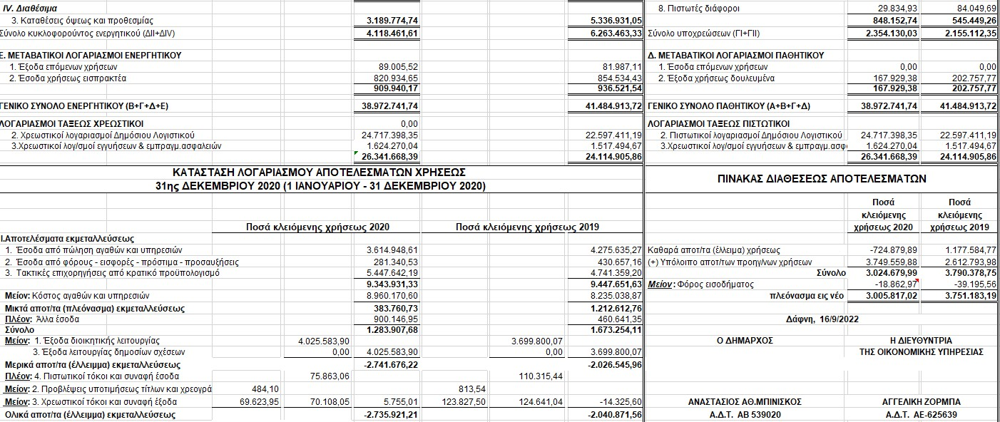 IV. Διαθέσιμα
3. Καταθέσεις όψεως και προθεσμίας 3.189.774,74 5.336.931,05
Σύνολο κυκλοφορούντος ενεργητικού (ΔΙΙ+ΔIV) 4.118.461,61 6.263.463,33
Ε. ΜΕΤΑΒΑΤΙΚΟΙ ΛΟΓΑΡΙΑΣΜΟΙ ΕΝΕΡΓΗΤΙΚΟΥ
1. Έξοδα επόμενων χρήσεων 89.005,52 81.987,11
2. Έσοδα χρήσεως εισπρακτέα 820.934,65 854.534,43
909.940,17 936.521,54
ΓΕΝΙΚΟ ΣΥΝΟΛΟ ΕΝΕΡΓΗΤΙΚΟΥ (Β+Γ+Δ+Ε) 38.972.741,74 41.484.913,72
ΛΟΓΑΡΙΑΣΜΟΙ ΤΑΞΕΩΣ ΧΡΕΩΣΤΙΚΟΙ 0,00
2. Χρεωστικοί λογαριασμοί Δημόσιου Λογιστικού 24.717.398,35 22.597.411,19
3.Χρεωστικοί λογ/σμοί εγγυήσεων & εμπραγμ.ασφαλειών 1.624.270,04 1.517.494,67
26.341.668,39 24.114.905,86
8. Πιστωτές διάφοροι 29.834,93 84.049,69
848.152,74 545.449,26
Σύνολο υποχρεώσεων (ΓΙ+ΓΙΙ) 2.354.130,03 2.155.112,35
Δ. ΜΕΤΑΒΑΤΙΚΟΙ ΛΟΓΑΡΙΑΣΜΟΙ ΠΑΘΗΤΙΚΟΥ
1. Έσοδα επόμενων χρήσεων 0,00 0,00
2. Έξοδα χρήσεως δουλευμένα 167.929,38 202.757,77
167.929,38 202.757,77
ΓΕΝΙΚΟ ΣΥΝΟΛΟ ΠΑΘΗΤΙΚΟΥ (Α+Β+Γ+Δ) 38.972.741,74 41.484.913,72
ΛΟΓΑΡΙΑΣΜΟΙ ΤΑΞΕΩΣ ΠΙΣΤΩΤΙΚΟΙ
2. Πιστωτικοί λογαριασμοί Δημόσιου Λογιστικού 24.717.398,35 22.597.411,19
3.Χρεωστικοί λογ/σμοί εγγυήσεων & εμπραγμ.ασφ 1.624.270,04 1.517.494,67
26.341.668,39 24.114.905,86
ΚΑΤΑΣΤΑΣΗ ΛΟΓΑΡΙΑΣΜΟΥ ΑΠΟΤΕΛΕΣΜΑΤΩΝ ΧΡΗΣΕΩΣ
31ης ΔΕΚΕΜΒΡΙΟΥ 2020 (1 ΙΑΝΟΥΑΡΙΟΥ - 31 ΔΕΚΕΜΒΡΙΟΥ 2020)
Ποσά κλειόμενης χρήσεως 2020 Ποσά κλειόμενης χρήσεως 2019
Ι.Αποτελέσματα εκμεταλλεύσεως
1. Έσοδα από πώληση αγαθών και υπηρεσιών 3.614.948,61 4.275.635,27
2. Έσοδα από φόρους - εισφορές - πρόστιμα - προσαυξήσεις 281.340,53 430.657,16
3. Τακτικές επιχορηγήσεις από κρατικό προϋπολογισμό 5.447.642,19 4.741.359,20
9.343.931,33 9.447.651,63
Μείον: Κόστος αγαθών και υπηρεσιών 8.960.170,60 8.235.038,87
Μικτά αποτ/τα (πλεόνασμα) εκμεταλλεύσεως 383.760,73 1.212.612,76
Πλέον: Άλλα έσοδα 900.146,95 460.641,35
Σύνολο 1.283.907,68 1.673.254,11
Μείον: 1. Έξοδα διοικητικής λειτουργίας 4.025.583,90 3.699.800,07
3. Έξοδα λειτουργίας δημοσίων σχέσεων 0,00 4.025.583,90 0,00 3.699.800,07
Μερικά αποτ/τα (έλλειμμα) εκμεταλλεύσεως -2.741.676,22 -2.026.545,96
Πλέον: 4. Πιστωτικοί τόκοι και συναφή έσοδα 75.863,06 110.315,44
Μείον: 2. Προβλέψεις υποτιμήσεως τίτλων και χρεογρά 484,10 813,54
Μείον: 3. Χρεωστικοί τόκοι και συναφή έξοδα 69.623,95 70.108,05 5.755,01 123.827,50 124.641,04 -14.325,60
Ολικά αποτ/τα (έλλειμμα) εκμεταλλεύσεως -2.735.921,21 -2.040.871,56
ΠΙΝΑΚΑΣ ΔΙΑΘΕΣΕΩΣ ΑΠΟΤΕΛΕΣΜΑΤΩΝ
Ποσά Ποσά
κλειόμενης κλειόμενης
χρήσεως 2020 χρήσεως 2019
Καθαρά αποτ/τα (έλλειμα) χρήσεως -724.879,89 1.177.584,77
(+) Υπόλοιπο αποτ/των προηγ/νων χρήσεων 3.749.559,88 2.612.793,98
Σύνολο 3.024.679,99 3.790.378,75
Μείον : Φόρος εισοδήματος -18.862,97 -39.195,56
πλεόνασμα εις νέο 3.005.817,02 3.751.183,19
Δάφνη, 16/9/2022
Ο ΔΗΜΑΡΧΟΣ Η ΔΙΕΥΘΥΝΤΡΙΑ
ΤΗΣ ΟΙΚΟΝΟΜΙΚΗΣ ΥΠΗΡΕΣΙΑΣ
ΑΝΑΣΤΑΣΙΟΣ ΑΘ.ΜΠΙΝΙΣΚΟΣ ΑΓΓΕΛΙΚΗ ΖΟΡΜΠΑ
Α.Δ.Τ. ΑΒ 539020 Α.Δ.Τ. ΑΕ-625639